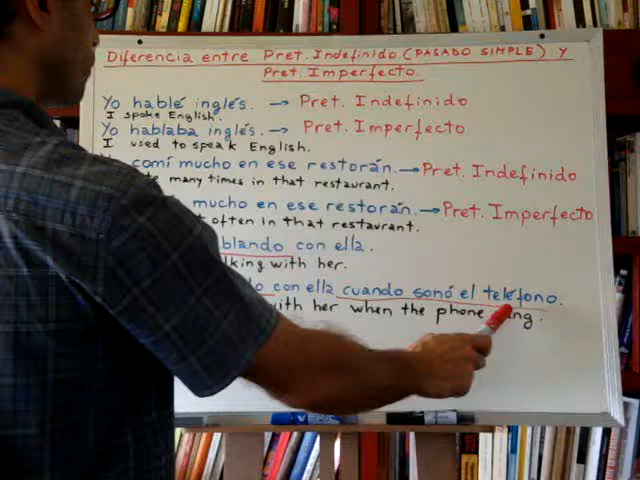 Diferencia entre Pret. Indefinido (PASADO SIMPLE) Y
Pret. Imperfecto.
Yo hablé inglés. → Pret. Indefinido
I spoke English.
Yo hablaba inglés. → Pret. Imperfecto
I used to speak English.
comí mucho en ese restorán. → Pret. Indefinido
many times in that restaurant.
mucho en ese restorán. → Pret. Imperfecto
often in that restaurant.
blando con ella.
lking with her.
con ella cuando sonó el teléfono.
with her when the phone